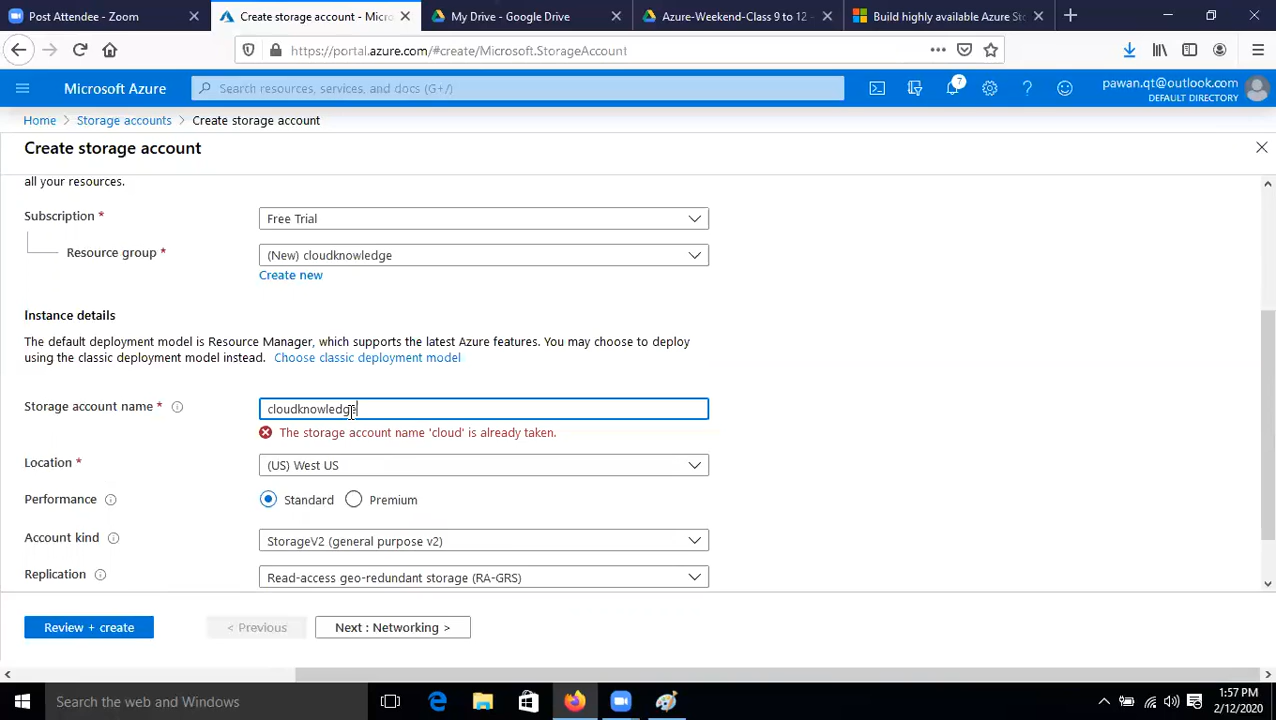 Post Attendee - Zoom
Create storage account - Micro
My Drive - Google Drive
Azure-Weekend-Class 9 to 12 -
Build highly available Azure Sto
https://portal.azure.com/#create/Microsoft.StorageAccount
Microsoft Azure
Search resources, services, and docs (G+/)
7
pawan.qt@outlook.com
DEFAULT DIRECTORY
Home > Storage accounts > Create storage account
Create storage account
all your resources.
Subscription *
Free Trial
Resource group *
(New) cloudknowledge
Create new
Instance details
The default deployment model is Resource Manager, which supports the latest Azure features. You may choose to deploy
using the classic deployment model instead. Choose classic deployment model
Storage account name *
cloudknowledge
The storage account name 'cloud' is already taken.
Location *
(US) West US
Performance
Standard
Premium
Account kind
StorageV2 (general purpose v2)
Replication
Read-access geo-redundant storage (RA-GRS)
Review + create
< Previous
Next : Networking >
Search the web and Windows
1:57 PM
2/12/2020